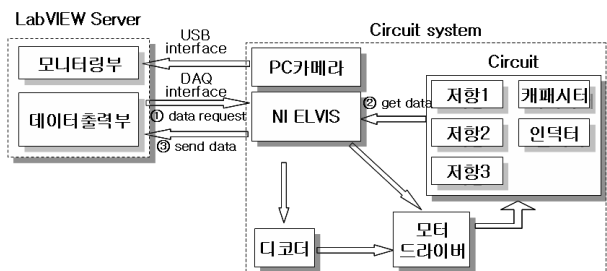 LabVIEW Server
Circuit system
USB
interface
모니터링부
PC카메라
Circuit
DAQ
interface
데이터출력부
① data request
NI ELVIS
② get data
③ send data
저항1
캐패시터
저항2
인덕터
저항3
디코더
모터
드라이버